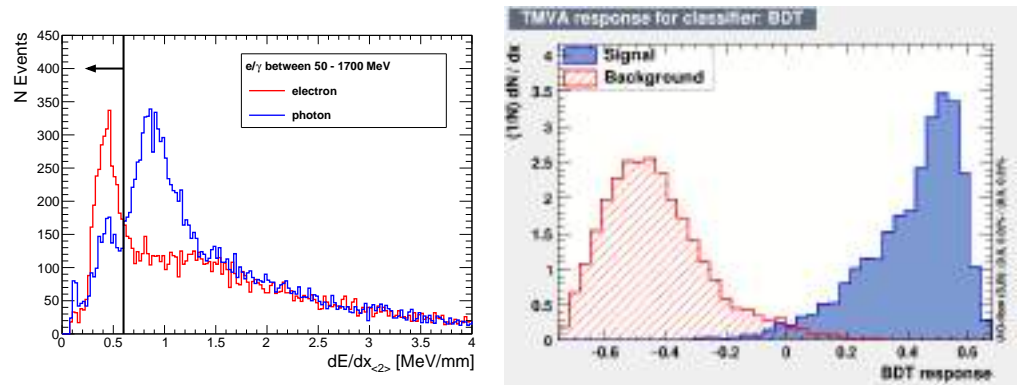 N Events
450
400
350
300
250
200
150
100
50
0
e/γ between 50 - 1700 MeV
electron
photon
0 0.5 1 1.5 2 2.5 3 3.5 4
dE/dx<2> [MeV/mm]
TMVA response for classifier: BDT
(1/N) dN / dx
4
3.5
3
2.5
2
1.5
1
0.5
0
Signal
Background
-0.6 -0.4 -0.2 0 0.2 0.4 0.6
BDT response